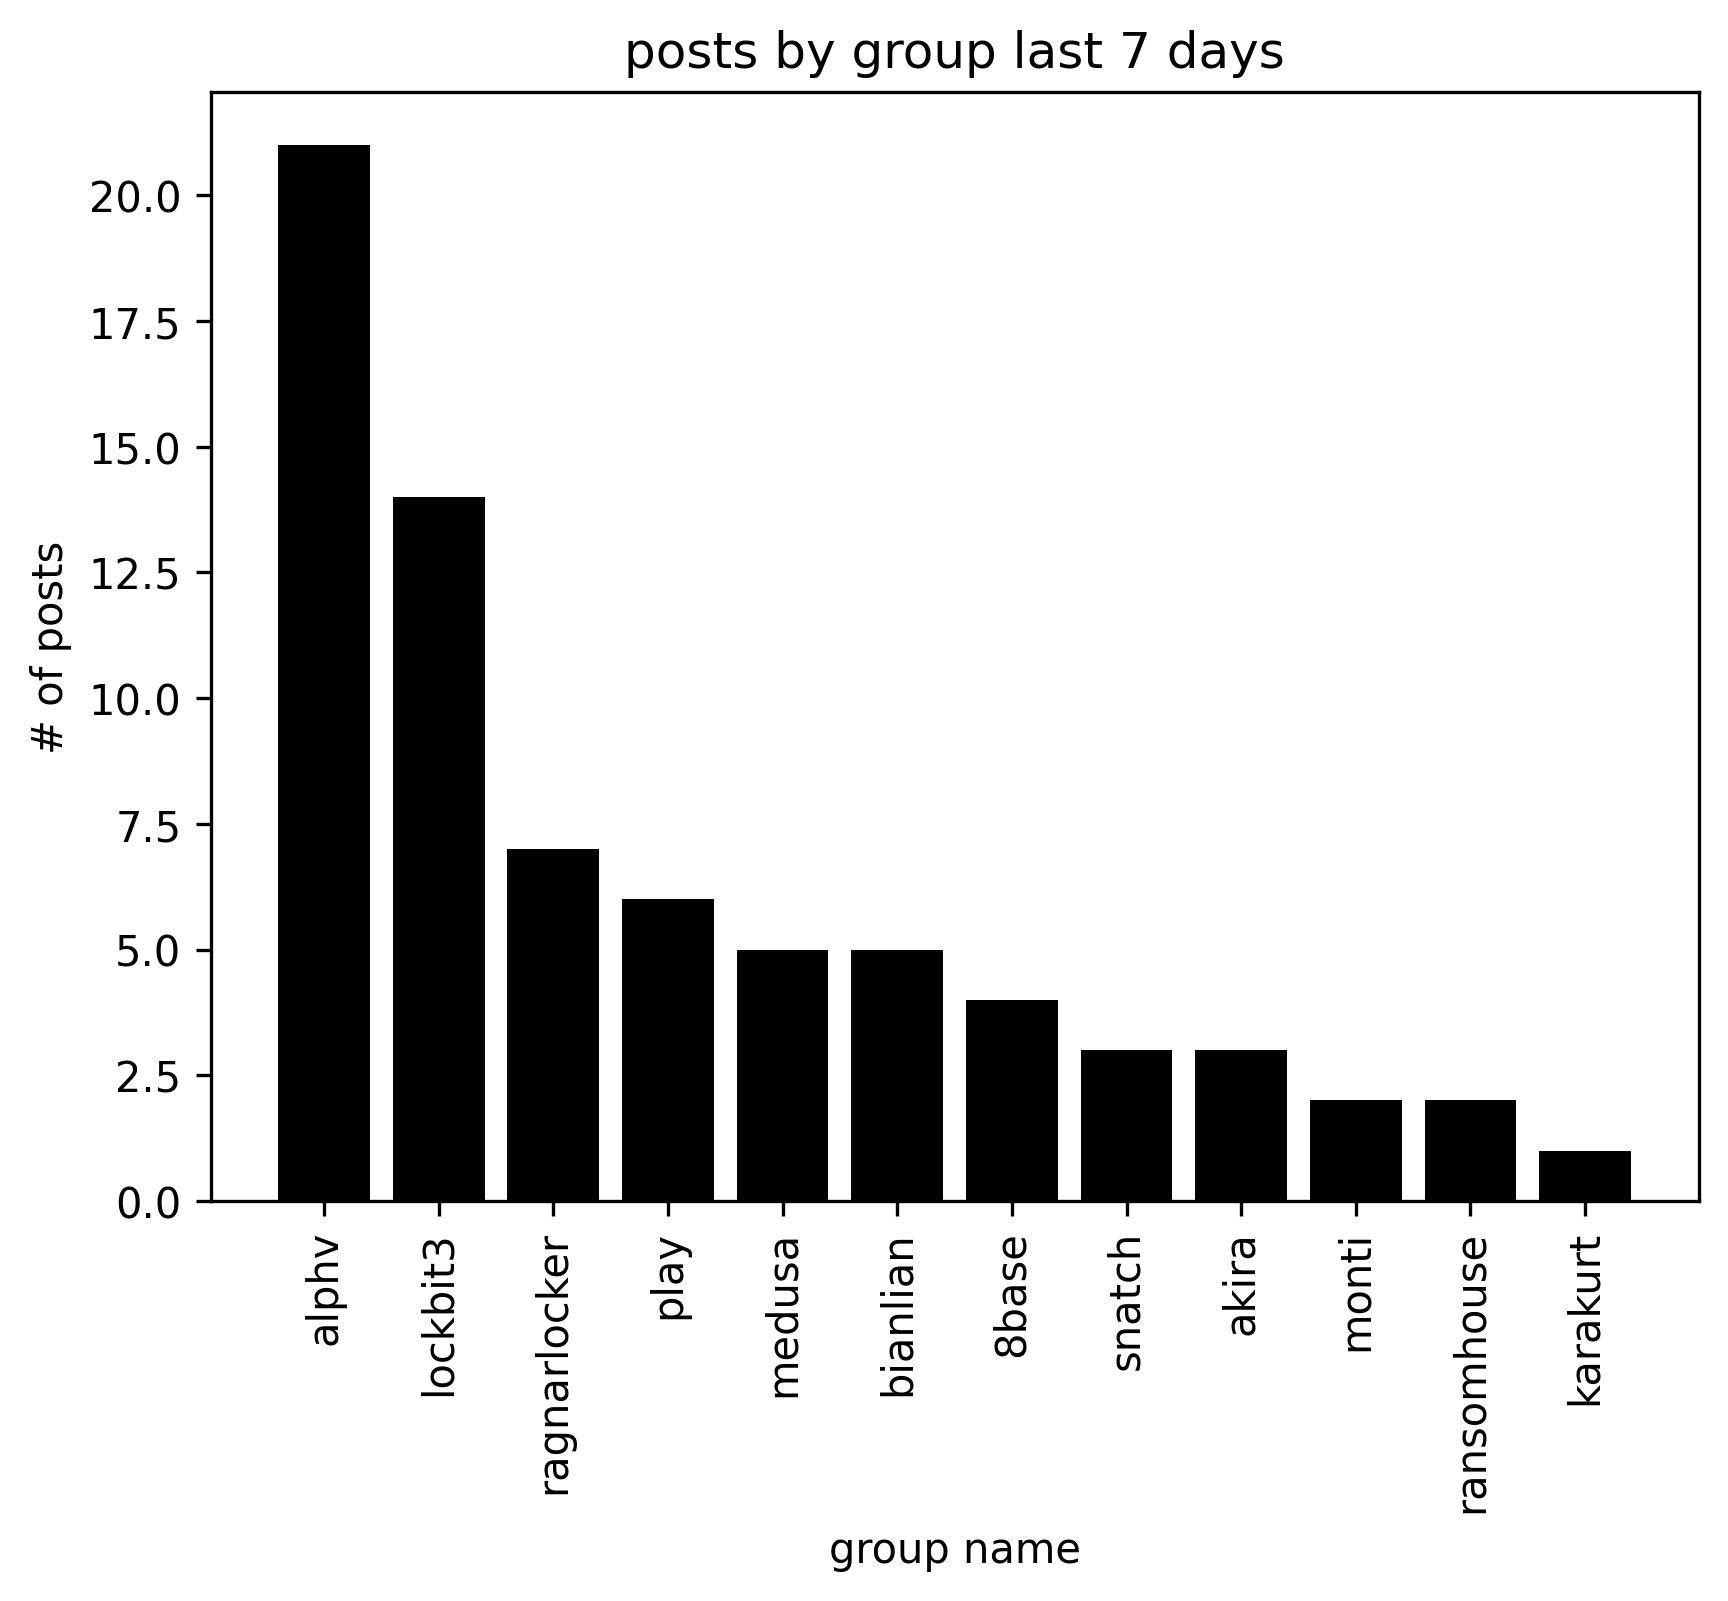 posts by group last 7 days
# of posts
20.0
17.5
15.0
12.5
10.0
7.5
5.0
2.5
0.0
alphv
lockbit3
ragnarlocker
play
medusa
bianlian
8base
snatch
akira
monti
ransomhouse
karakurt
group name